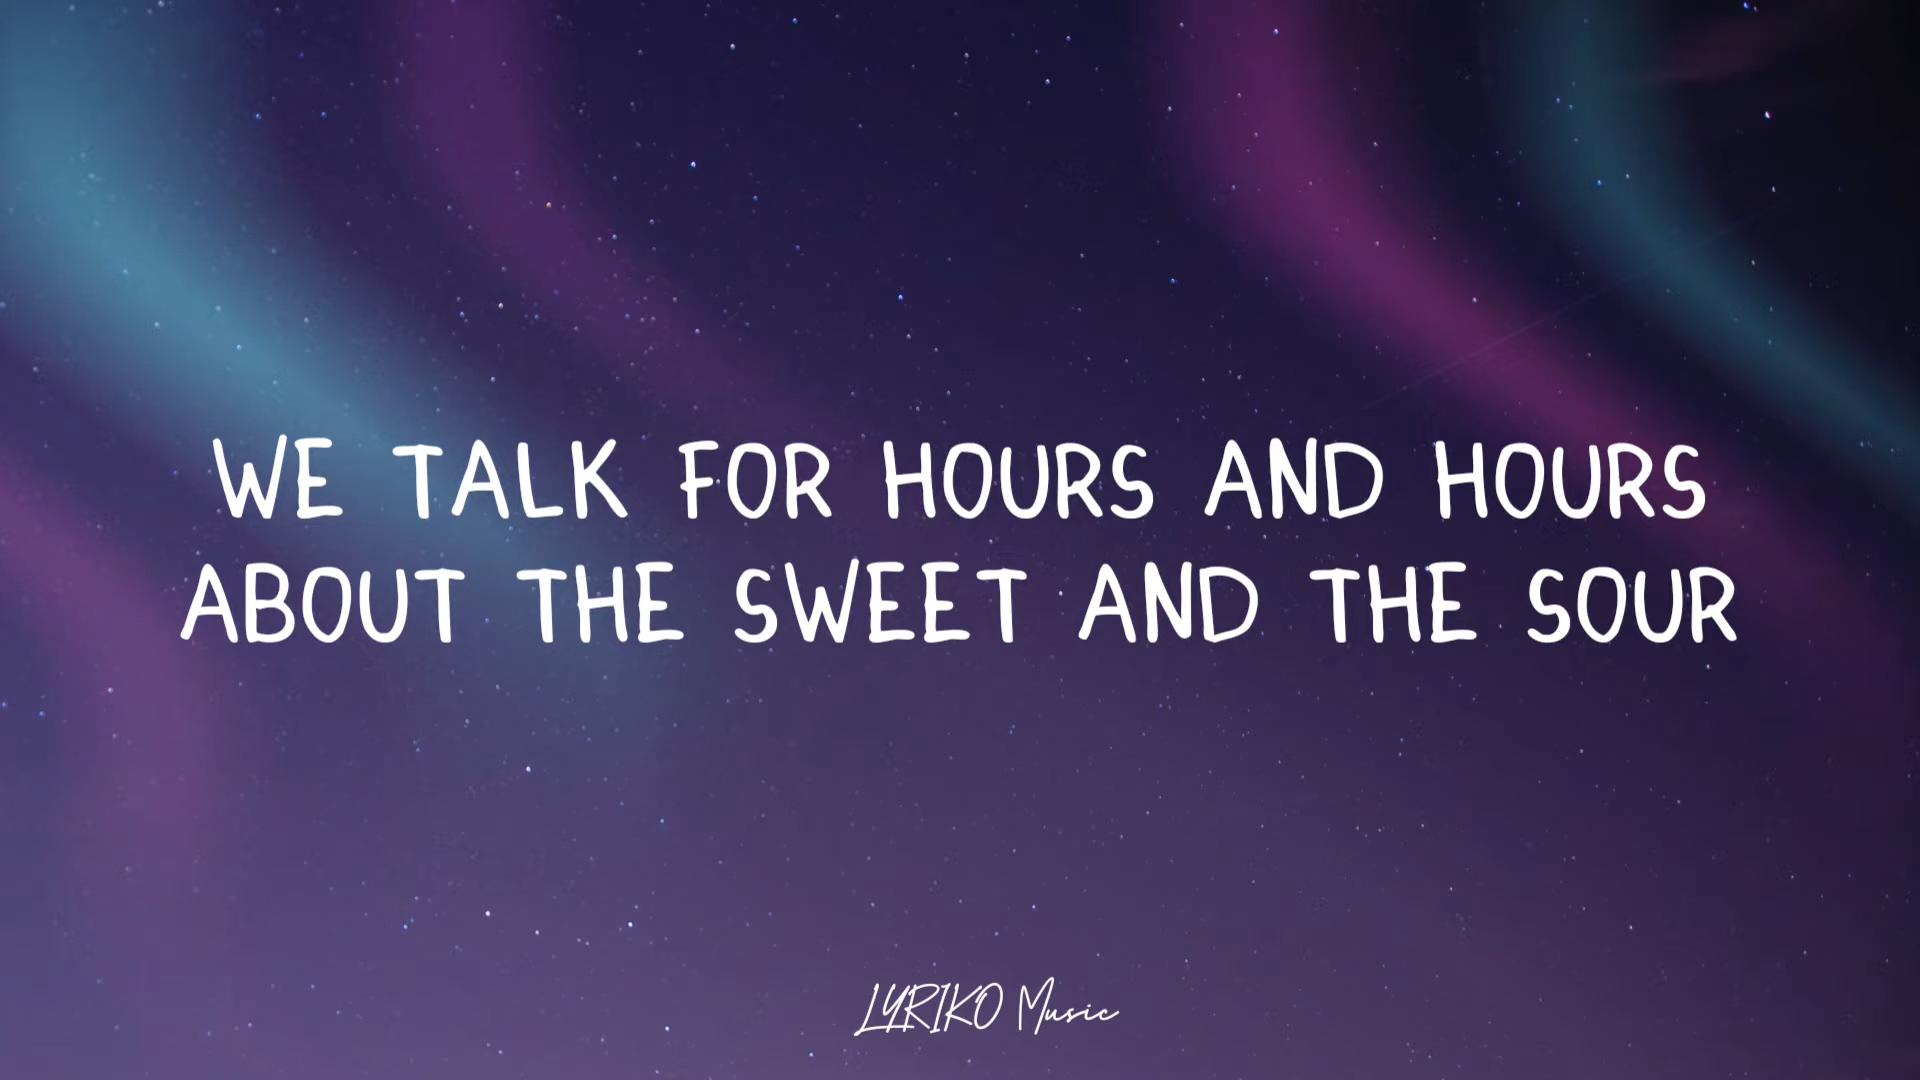 WE TALK FOR HOURS AND HOURS
ABOUT THE SWEET AND THE SOUR
LYRIKO Music